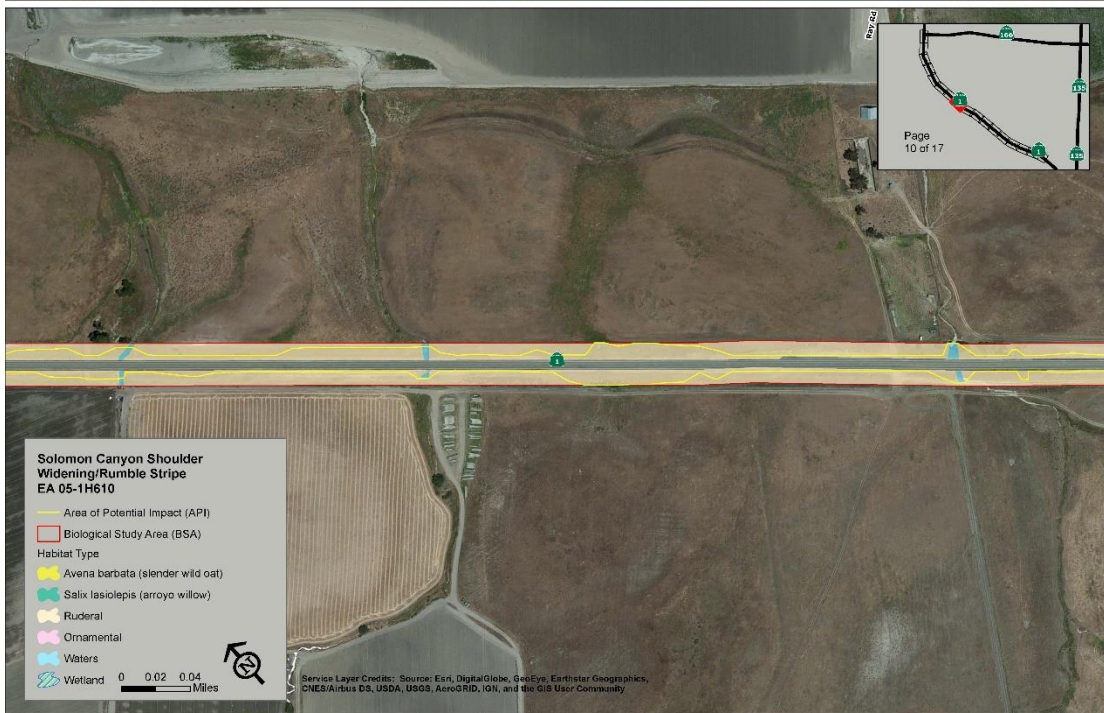 Ray Rd
166
135
1
Page
10 of 17
1
135
1
Solomon Canyon Shoulder
Widening/Rumble Stripe
EA 05-1H610
Area of Potential Impact (API)
Biological Study Area (BSA)
Habitat Type
Avena barbata (slender wild oat)
Salix lasiolepis (arroyo willow)
Ruderal
Ornamental
Waters
Wetland
0 0.02 0.04
Miles
N
Service Layer Credits: Source: Esri, DigitalGlobe, GeoEye, Earthstar Geographics,
CNES/Airbus DS, USDA, USGS, AeroGRID, IGN, and the GIS User Community